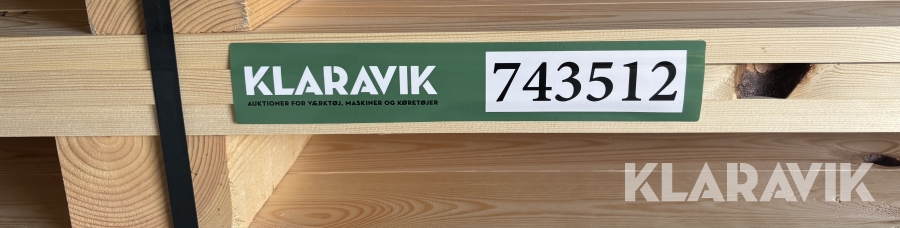 KLARAVIK
AUKTIONER FOR VÆRKTØJ, MASKINER OG KØRETØJER
743512
KLARAVIK